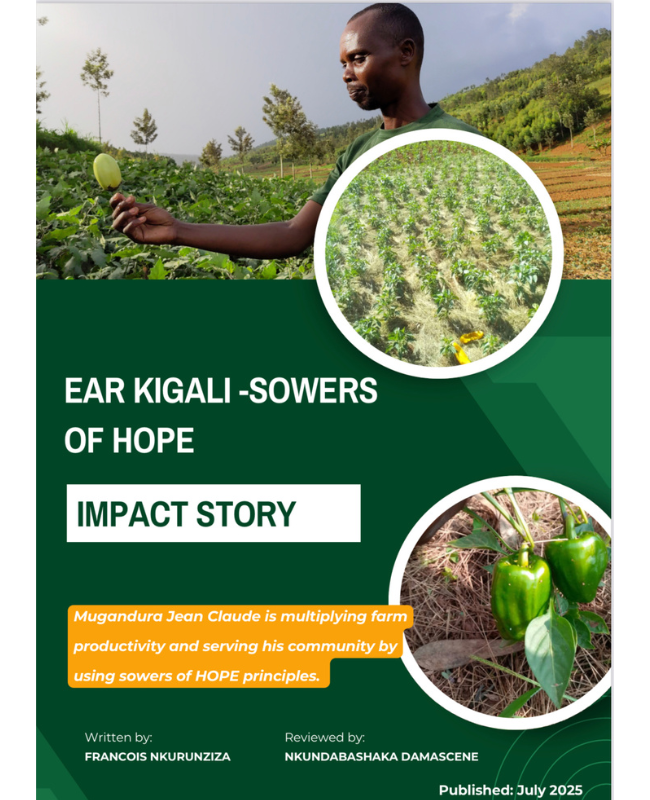 EAR KIGALI -SOWERS
OF HOPE
IMPACT STORY
Mugandura Jean Claude is multiplying farm
productivity and serving his community by
using sowers of HOPE principles.
Written by:
FRANCOIS NKURUNZIZA
Reviewed by:
NKUNDABASHAKA DAMASCENE
Published: July 2025